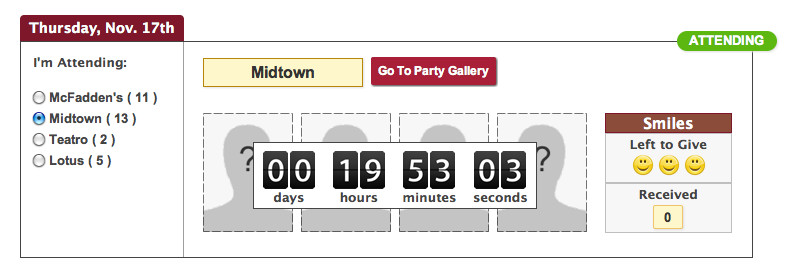 Thursday, Nov. 17th
ATTENDING
I'm Attending:
McFadden's ( 11 )
Midtown ( 13 )
Teatro ( 2 )
Lotus ( 5 )
Midtown
Go To Party Gallery
? ?
00 19 53 03
days hours minutes seconds
Smiles
Left to Give
Received
0